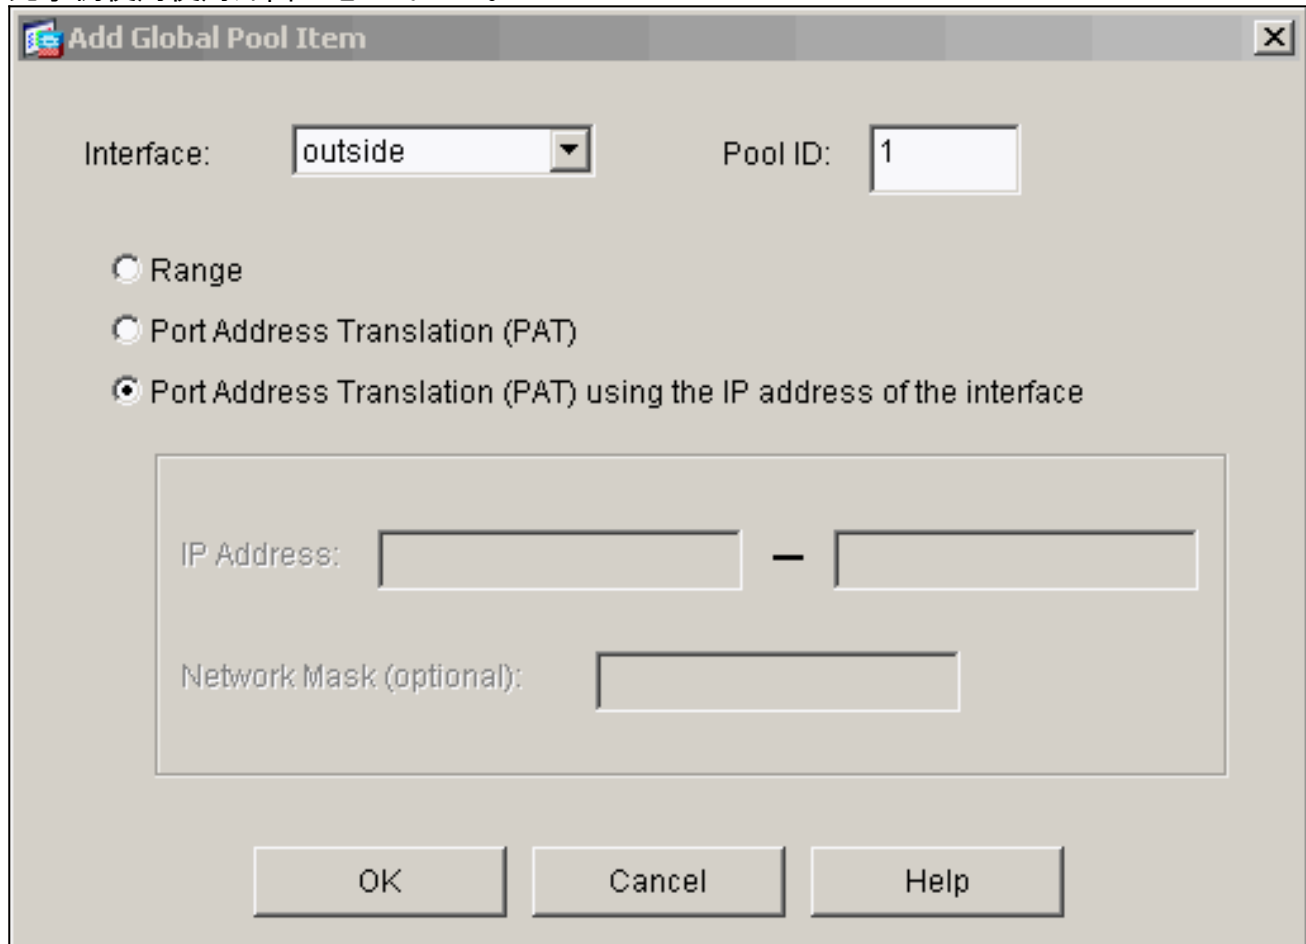 Add Global Pool Item
Interface: outside Pool ID: 1
Range
Port Address Translation (PAT)
Port Address Translation (PAT) using the IP address of the interface
IP Address: –
Network Mask (optional):
OK Cancel Help